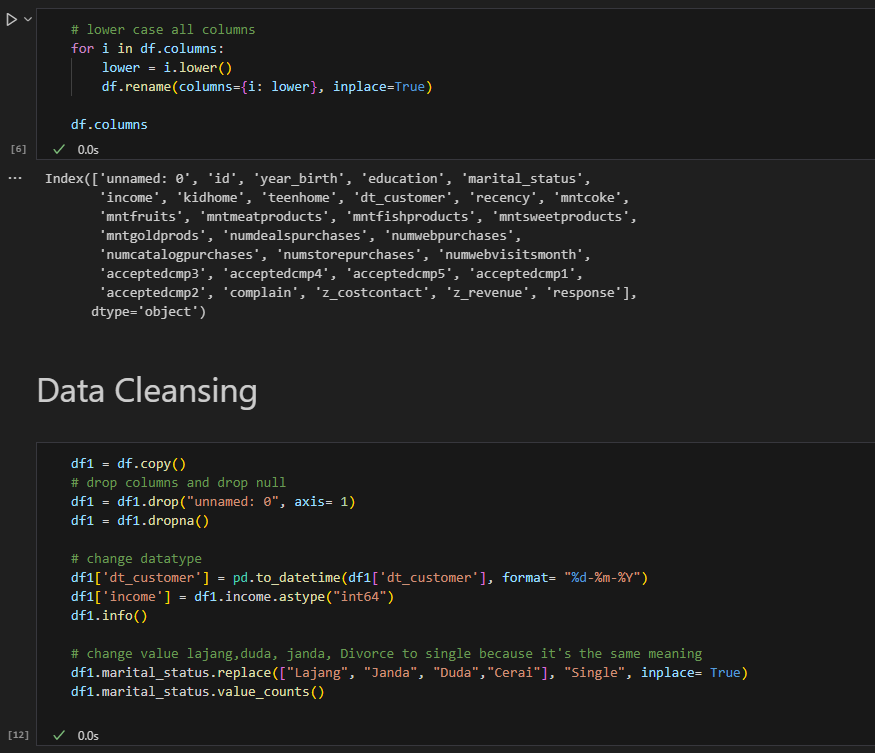 # lower case all columns
for i in df.columns:
    lower = i.lower()
    df.rename(columns={i: lower}, inplace=True)
df.columns
[6]
0.0s
Index(['unnamed: 0', 'id', 'year_birth', 'education', 'marital_status',
       'income', 'kidhome', 'teenhome', 'dt_customer', 'recency', 'mntcoke',
       'mntfruits', 'mntmeatproducts', 'mntfishproducts', 'mntsweetproducts',
       'mntgoldprods', 'numdealspurchases', 'numwebpurchases',
       'numcatalogpurchases', 'numstorepurchases', 'numwebvisitsmonth',
       'acceptedcmp3', 'acceptedcmp4', 'acceptedcmp5', 'acceptedcmp1',
       'acceptedcmp2', 'complain', 'z_costcontact', 'z_revenue', 'response'],
      dtype='object')
Data Cleansing
df1 = df.copy()
# drop columns and drop null
df1 = df1.drop("unnamed: 0", axis= 1)
df1 = df1.dropna()
# change datatype
df1['dt_customer'] = pd.to_datetime(df1['dt_customer'], format= "%d-%m-%Y")
df1['income'] = df1.income.astype("int64")
df1.info()
# change value lajang,duda, janda, Divorce to single because it's the same meaning
df1.marital_status.replace(["Lajang", "Janda", "Duda","Cerai"], "Single", inplace= True)
df1.marital_status.value_counts()
[12]
0.0s